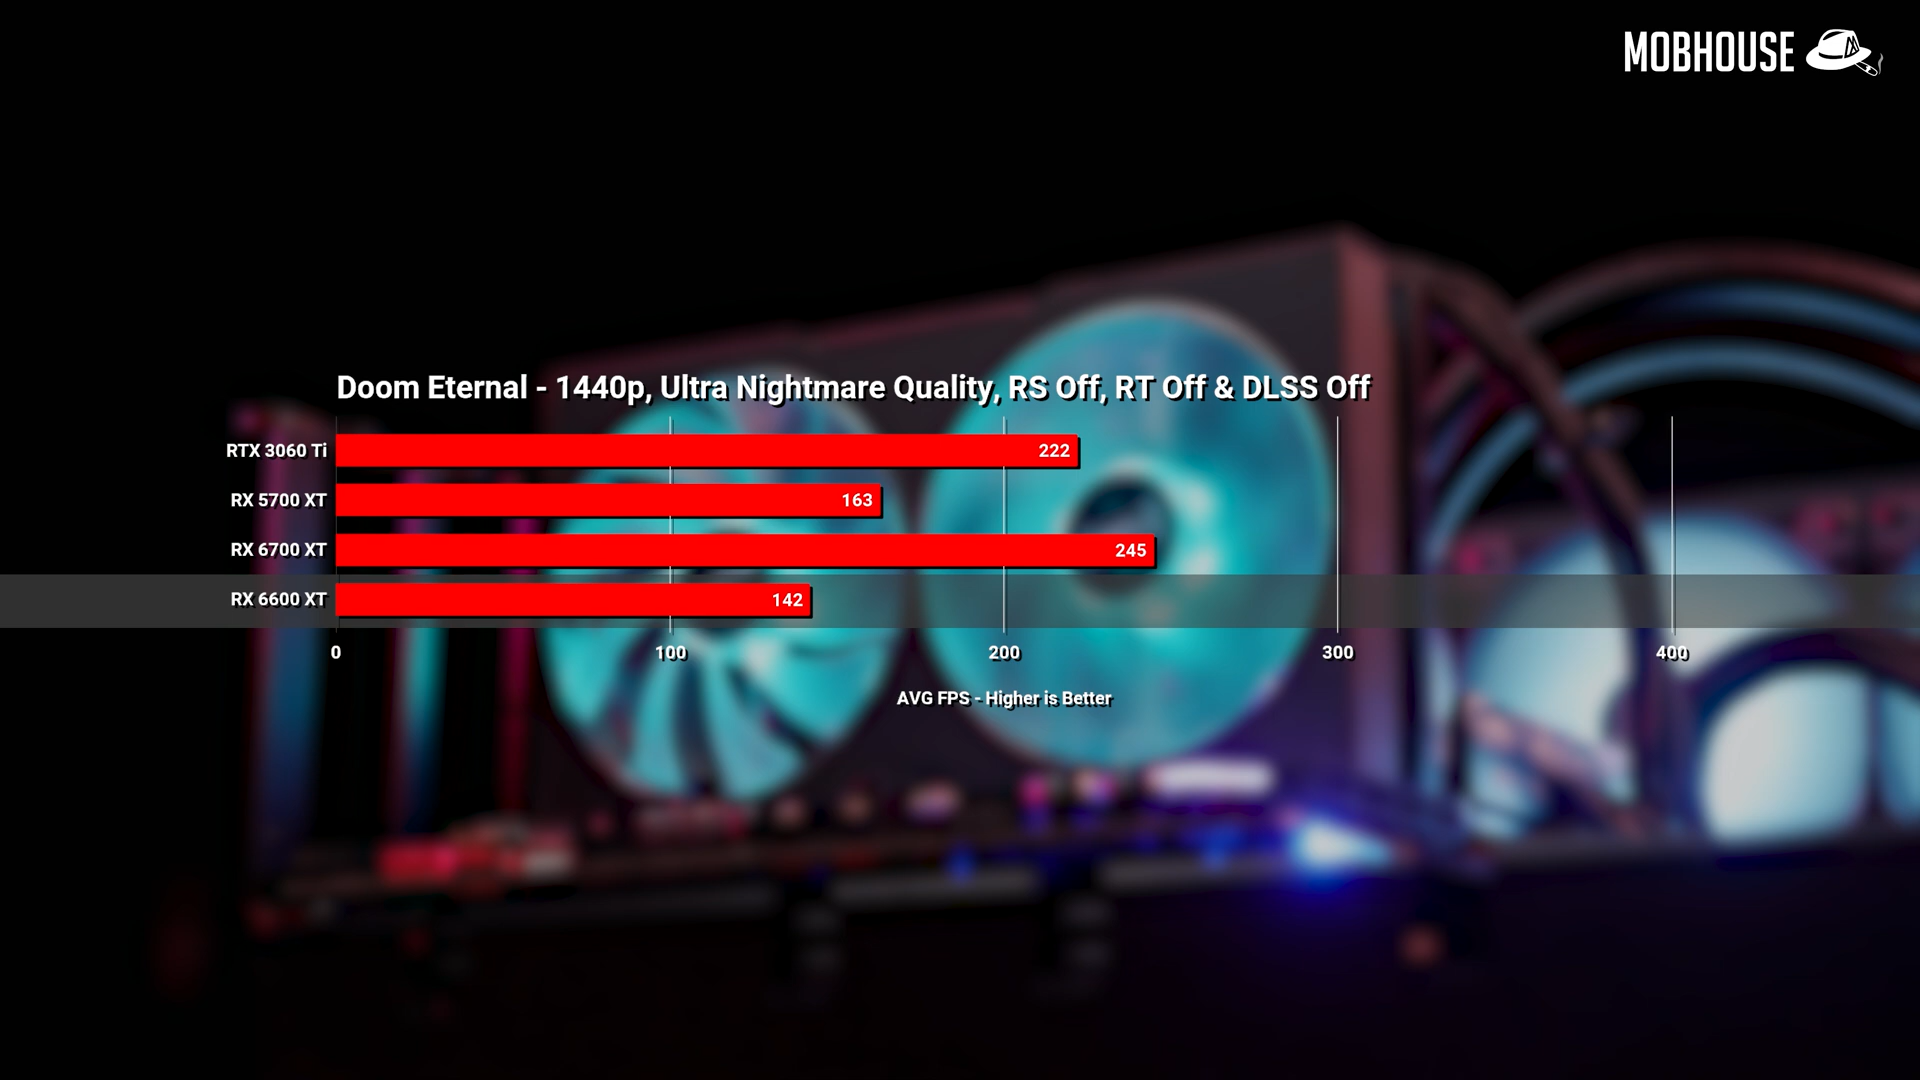 MOBHOUSE
Doom Eternal - 1440p, Ultra Nightmare Quality, RS Off, RT Off & DLSS Off
RTX 3060 Ti 222
RX 5700 XT 163
RX 6700 XT 245
RX 6600 XT 142
0 100 200 300 400
AVG FPS - Higher is Better